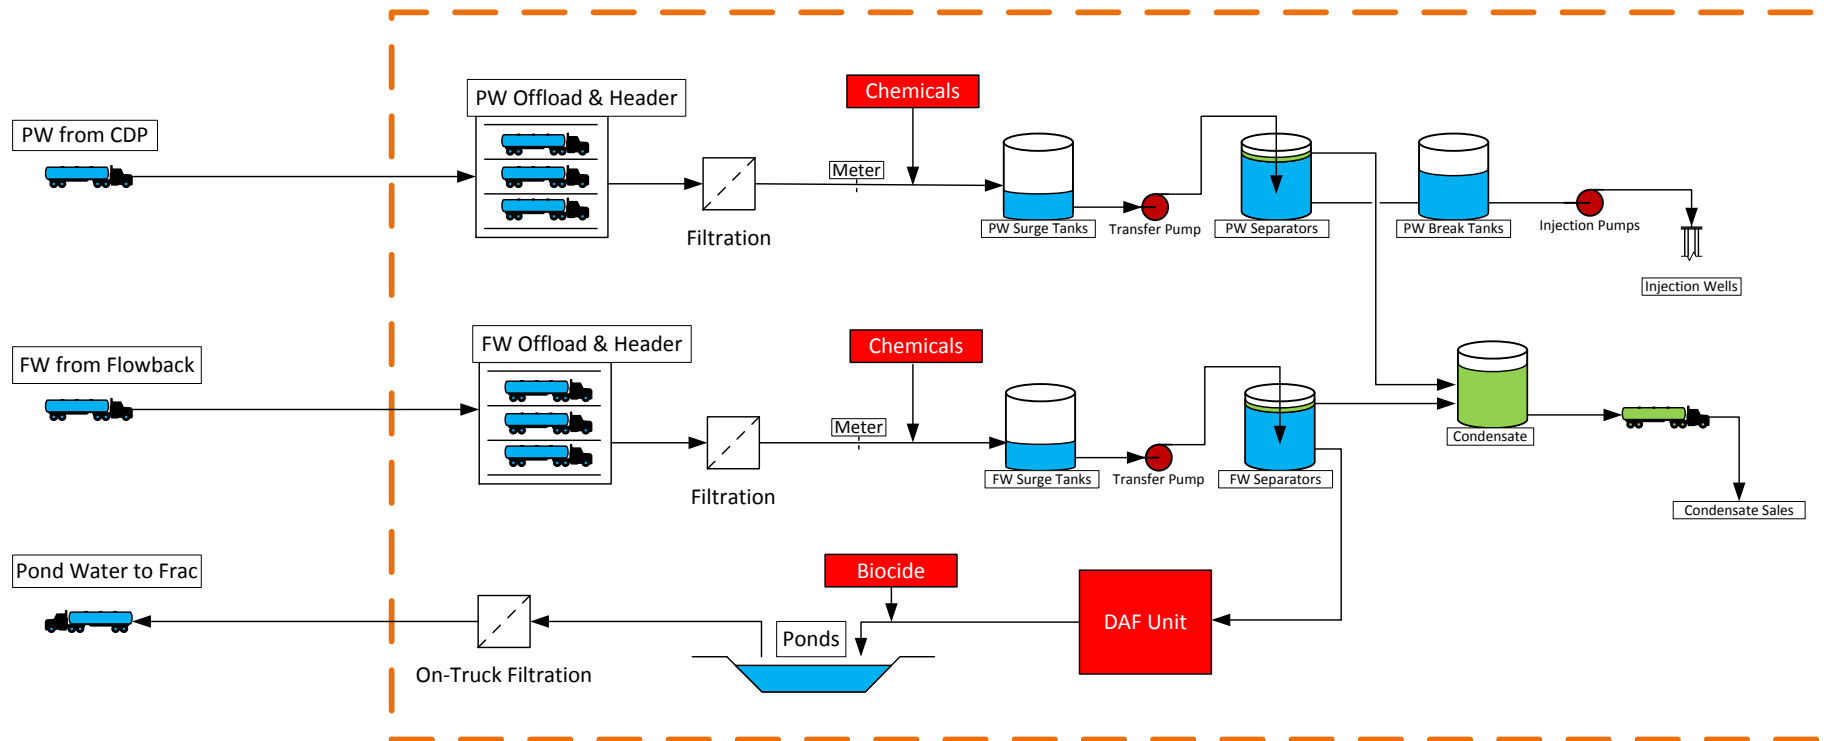 PW Offload & Header
Chemicals
PW from CDP
Meter
Filtration
PW Surge Tanks
Transfer Pump
PW Separators
PW Break Tanks
Injection Pumps
Injection Wells
FW Offload & Header
Chemicals
FW from Flowback
Meter
Filtration
FW Surge Tanks
Transfer Pump
FW Separators
Condensate
Condensate Sales
Pond Water to Frac
Biocide
DAF Unit
Ponds
On-Truck Filtration